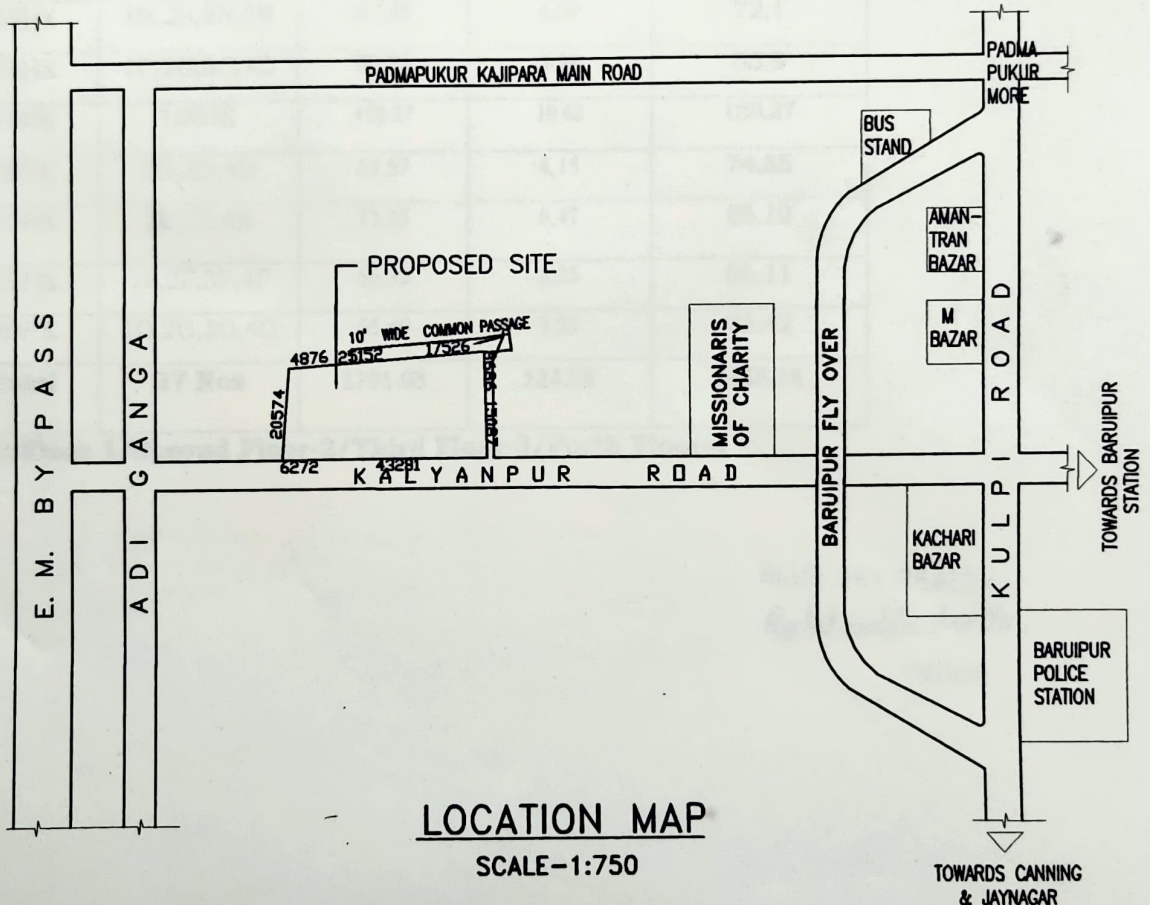 PADMA
PUKUR
MORE
PADMAPUKUR KAJIPARA MAIN ROAD
BUS
STAND
AMAN-
TRAN
BAZAR
M
BAZAR
PROPOSED SITE
10' WIDE COMMON PASSAGE
4876
25152
17526
20574
6272
43281
E. M. BYPASS
ADI GANGA
KALYANPUR ROAD
MISSIONARIS
OF CHARITY
BARUIPUR FLY OVER
KULPI ROAD
TOWARDS BARUIPUR
STATION
KACHARI
BAZAR
BARUIPUR
POLICE
STATION
LOCATION MAP
SCALE-1:750
TOWARDS CANNING
& JAYNAGAR